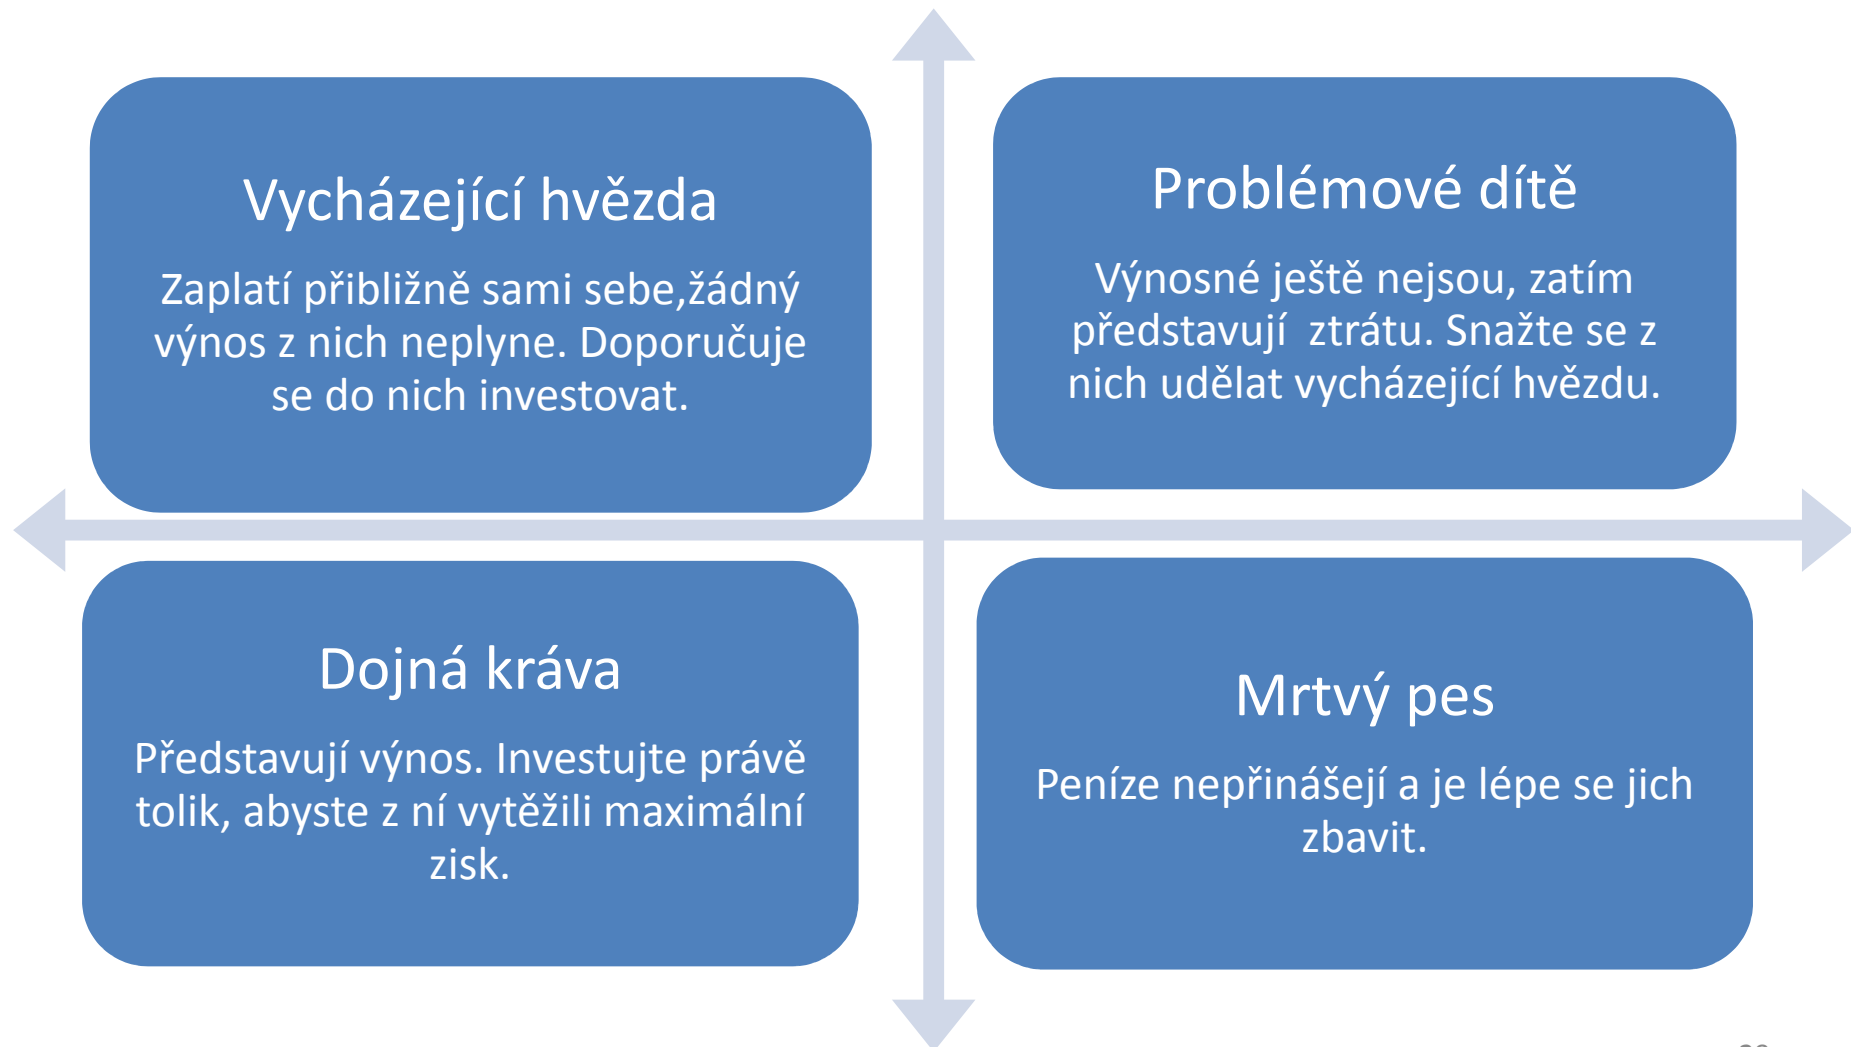 Vycházející hvězda
Zaplatí přibližně sami sebe,žádný
výnos z nich neplyne. Doporučuje
se do nich investovat.
Problémové dítě
Výnosné ještě nejsou, zatím
představují  ztrátu. Snažte se z
nich udělat vycházející hvězdu.
Dojná kráva
Představují výnos. Investujte právě
tolik, abyste z ní vytěžili maximální
zisk.
Mrtvý pes
Peníze nepřinášejí a je lépe se jich
zbavit.